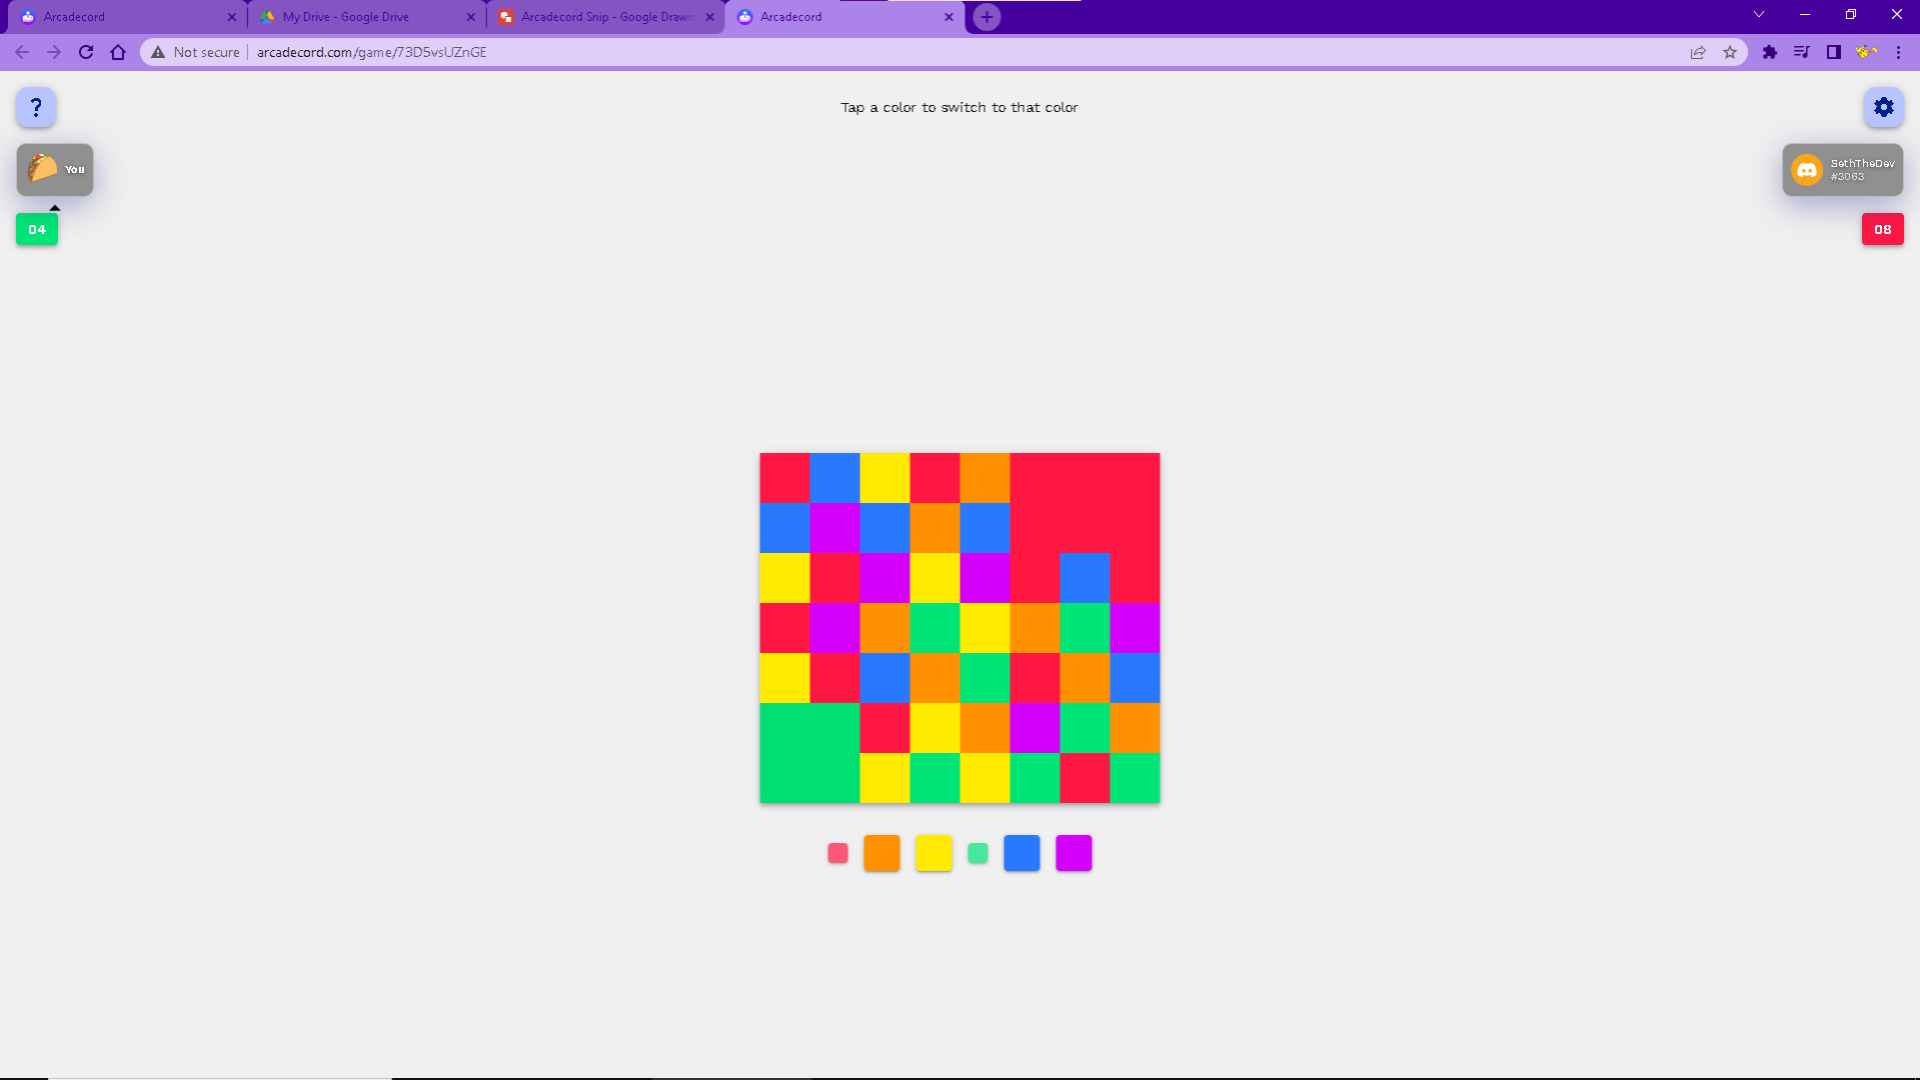 Arcadecord
My Drive - Google Drive
Arcadecord Snip - Google Drawin
Arcadecord
Not secure
arcadecord.com/game/73D5vsUZnGE
?
Tap a color to switch to that color
You
SethTheDev
#3063
04
08